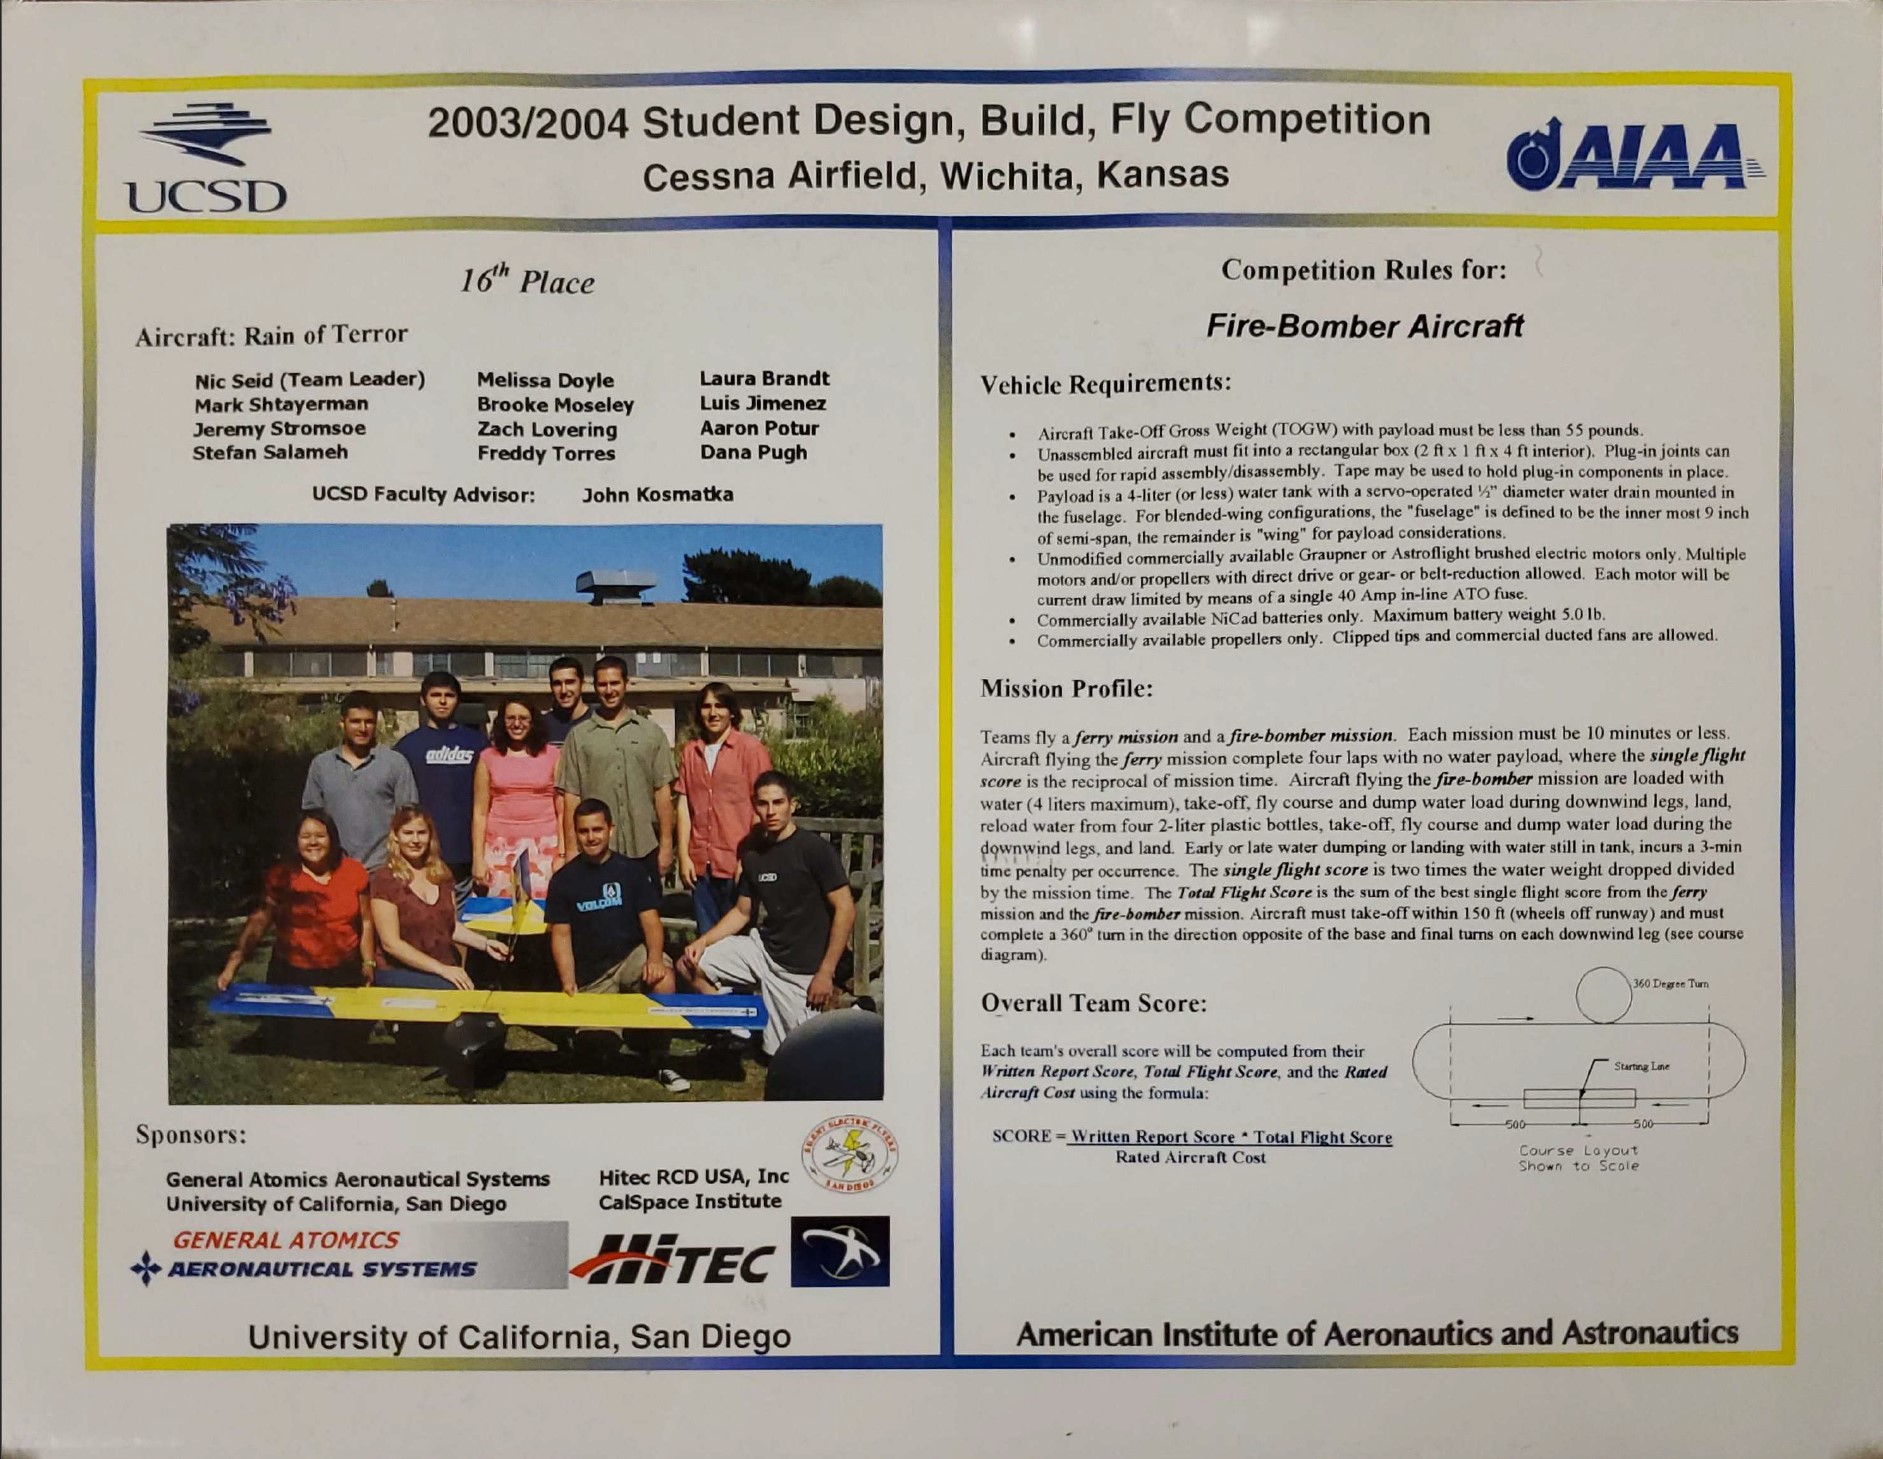 UCSD
2003/2004 Student Design, Build, Fly Competition
Cessna Airfield, Wichita, Kansas
AIAA
16th Place
Aircraft: Rain of Terror
Nic Seid (Team Leader) Melissa Doyle Laura Brandt
Mark Shtayerman Brooke Moseley Luis Jimenez
Jeremy Stromsoe Zach Lovering Aaron Potur
Stefan Salameh Freddy Torres Dana Pugh
UCSD Faculty Advisor: John Kosmatka
adidas
VOLCOM
UCSD
Sponsors:
General Atomics Aeronautical Systems Hitec RCD USA, Inc
University of California, San Diego CalSpace Institute
SILENT ELECTRIC FLYERS
SAN DIEGO
GENERAL ATOMICS
AERONAUTICAL SYSTEMS
HiTEC
University of California, San Diego
Competition Rules for:
Fire-Bomber Aircraft
Vehicle Requirements:
• Aircraft Take-Off Gross Weight (TOGW) with payload must be less than 55 pounds.
• Unassembled aircraft must fit into a rectangular box (2 ft x 1 ft x 4 ft interior). Plug-in joints can
be used for rapid assembly/disassembly. Tape may be used to hold plug-in components in place.
• Payload is a 4-liter (or less) water tank with a servo-operated ½" diameter water drain mounted in
the fuselage. For blended-wing configurations, the "fuselage" is defined to be the inner most 9 inch
of semi-span, the remainder is "wing" for payload considerations.
• Unmodified commercially available Graupner or Astroflight brushed electric motors only. Multiple
motors and/or propellers with direct drive or gear- or belt-reduction allowed. Each motor will be
current draw limited by means of a single 40 Amp in-line ATO fuse.
• Commercially available NiCad batteries only. Maximum battery weight 5.0 lb.
• Commercially available propellers only. Clipped tips and commercial ducted fans are allowed.
Mission Profile:
Teams fly a ferry mission and a fire-bomber mission. Each mission must be 10 minutes or less.
Aircraft flying the ferry mission complete four laps with no water payload, where the single flight
score is the reciprocal of mission time. Aircraft flying the fire-bomber mission are loaded with
water (4 liters maximum), take-off, fly course and dump water load during downwind legs, land,
reload water from four 2-liter plastic bottles, take-off, fly course and dump water load during the
downwind legs, and land. Early or late water dumping or landing with water still in tank, incurs a 3-min
time penalty per occurrence. The single flight score is two times the water weight dropped divided
by the mission time. The Total Flight Score is the sum of the best single flight score from the ferry
mission and the fire-bomber mission. Aircraft must take-off within 150 ft (wheels off runway) and must
complete a 360° turn in the direction opposite of the base and final turns on each downwind leg (see course
diagram).
Overall Team Score:
Each team's overall score will be computed from their
Written Report Score, Total Flight Score, and the Rated
Aircraft Cost using the formula:
SCORE = Written Report Score * Total Flight Score
Rated Aircraft Cost
360 Degree Turn
Starting Line
500 500
Course Layout
Shown to Scale
American Institute of Aeronautics and Astronautics